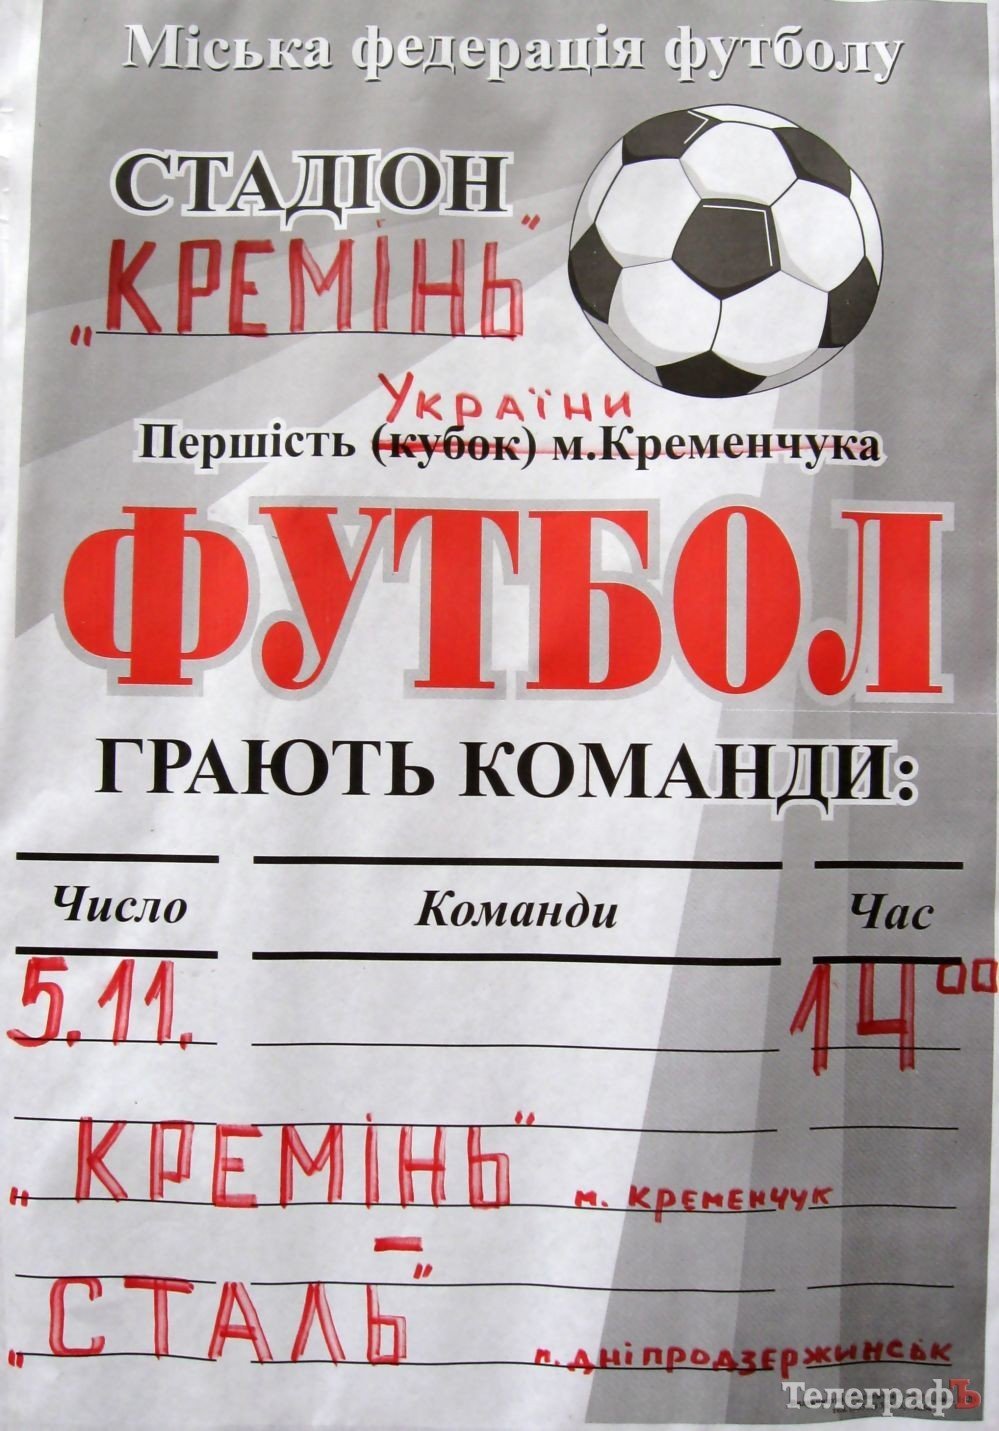 Міська федерація футболу
СТАДІОН
„КРЕМІНЬ"
України
Першість (кубок) м.Кременчука
ФУТБОЛ
ГРАЮТЬ КОМАНДИ:
Число Команди Час
5.11. 14⁰⁰
„КРЕМІНЬ" м. КРЕМЕНЧУК
–
„СТАЛЬ" м. Дніпродзержинськ
ТелеграфЪ